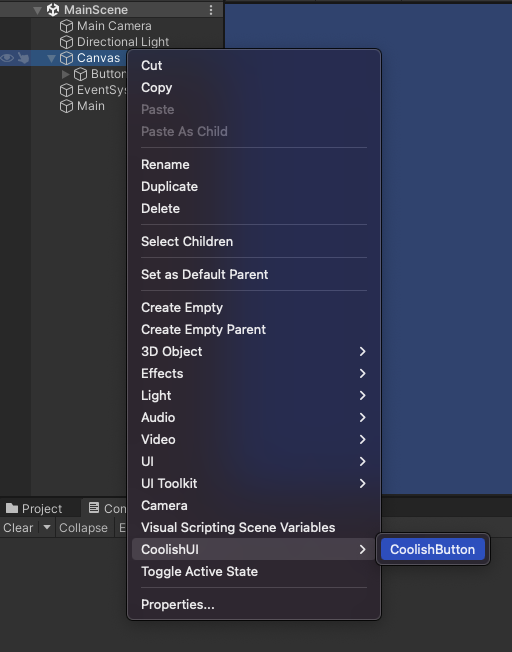 MainScene
Main Camera
Directional Light
Canvas
Button
EventSys
Main
Cut
Copy
Paste
Paste As Child
Rename
Duplicate
Delete
Select Children
Set as Default Parent
Create Empty
Create Empty Parent
3D Object
Effects
Light
Audio
Video
UI
UI Toolkit
Camera
Visual Scripting Scene Variables
CoolishUI
CoolishButton
Toggle Active State
Properties...
Project
Con
Clear
Collapse
E